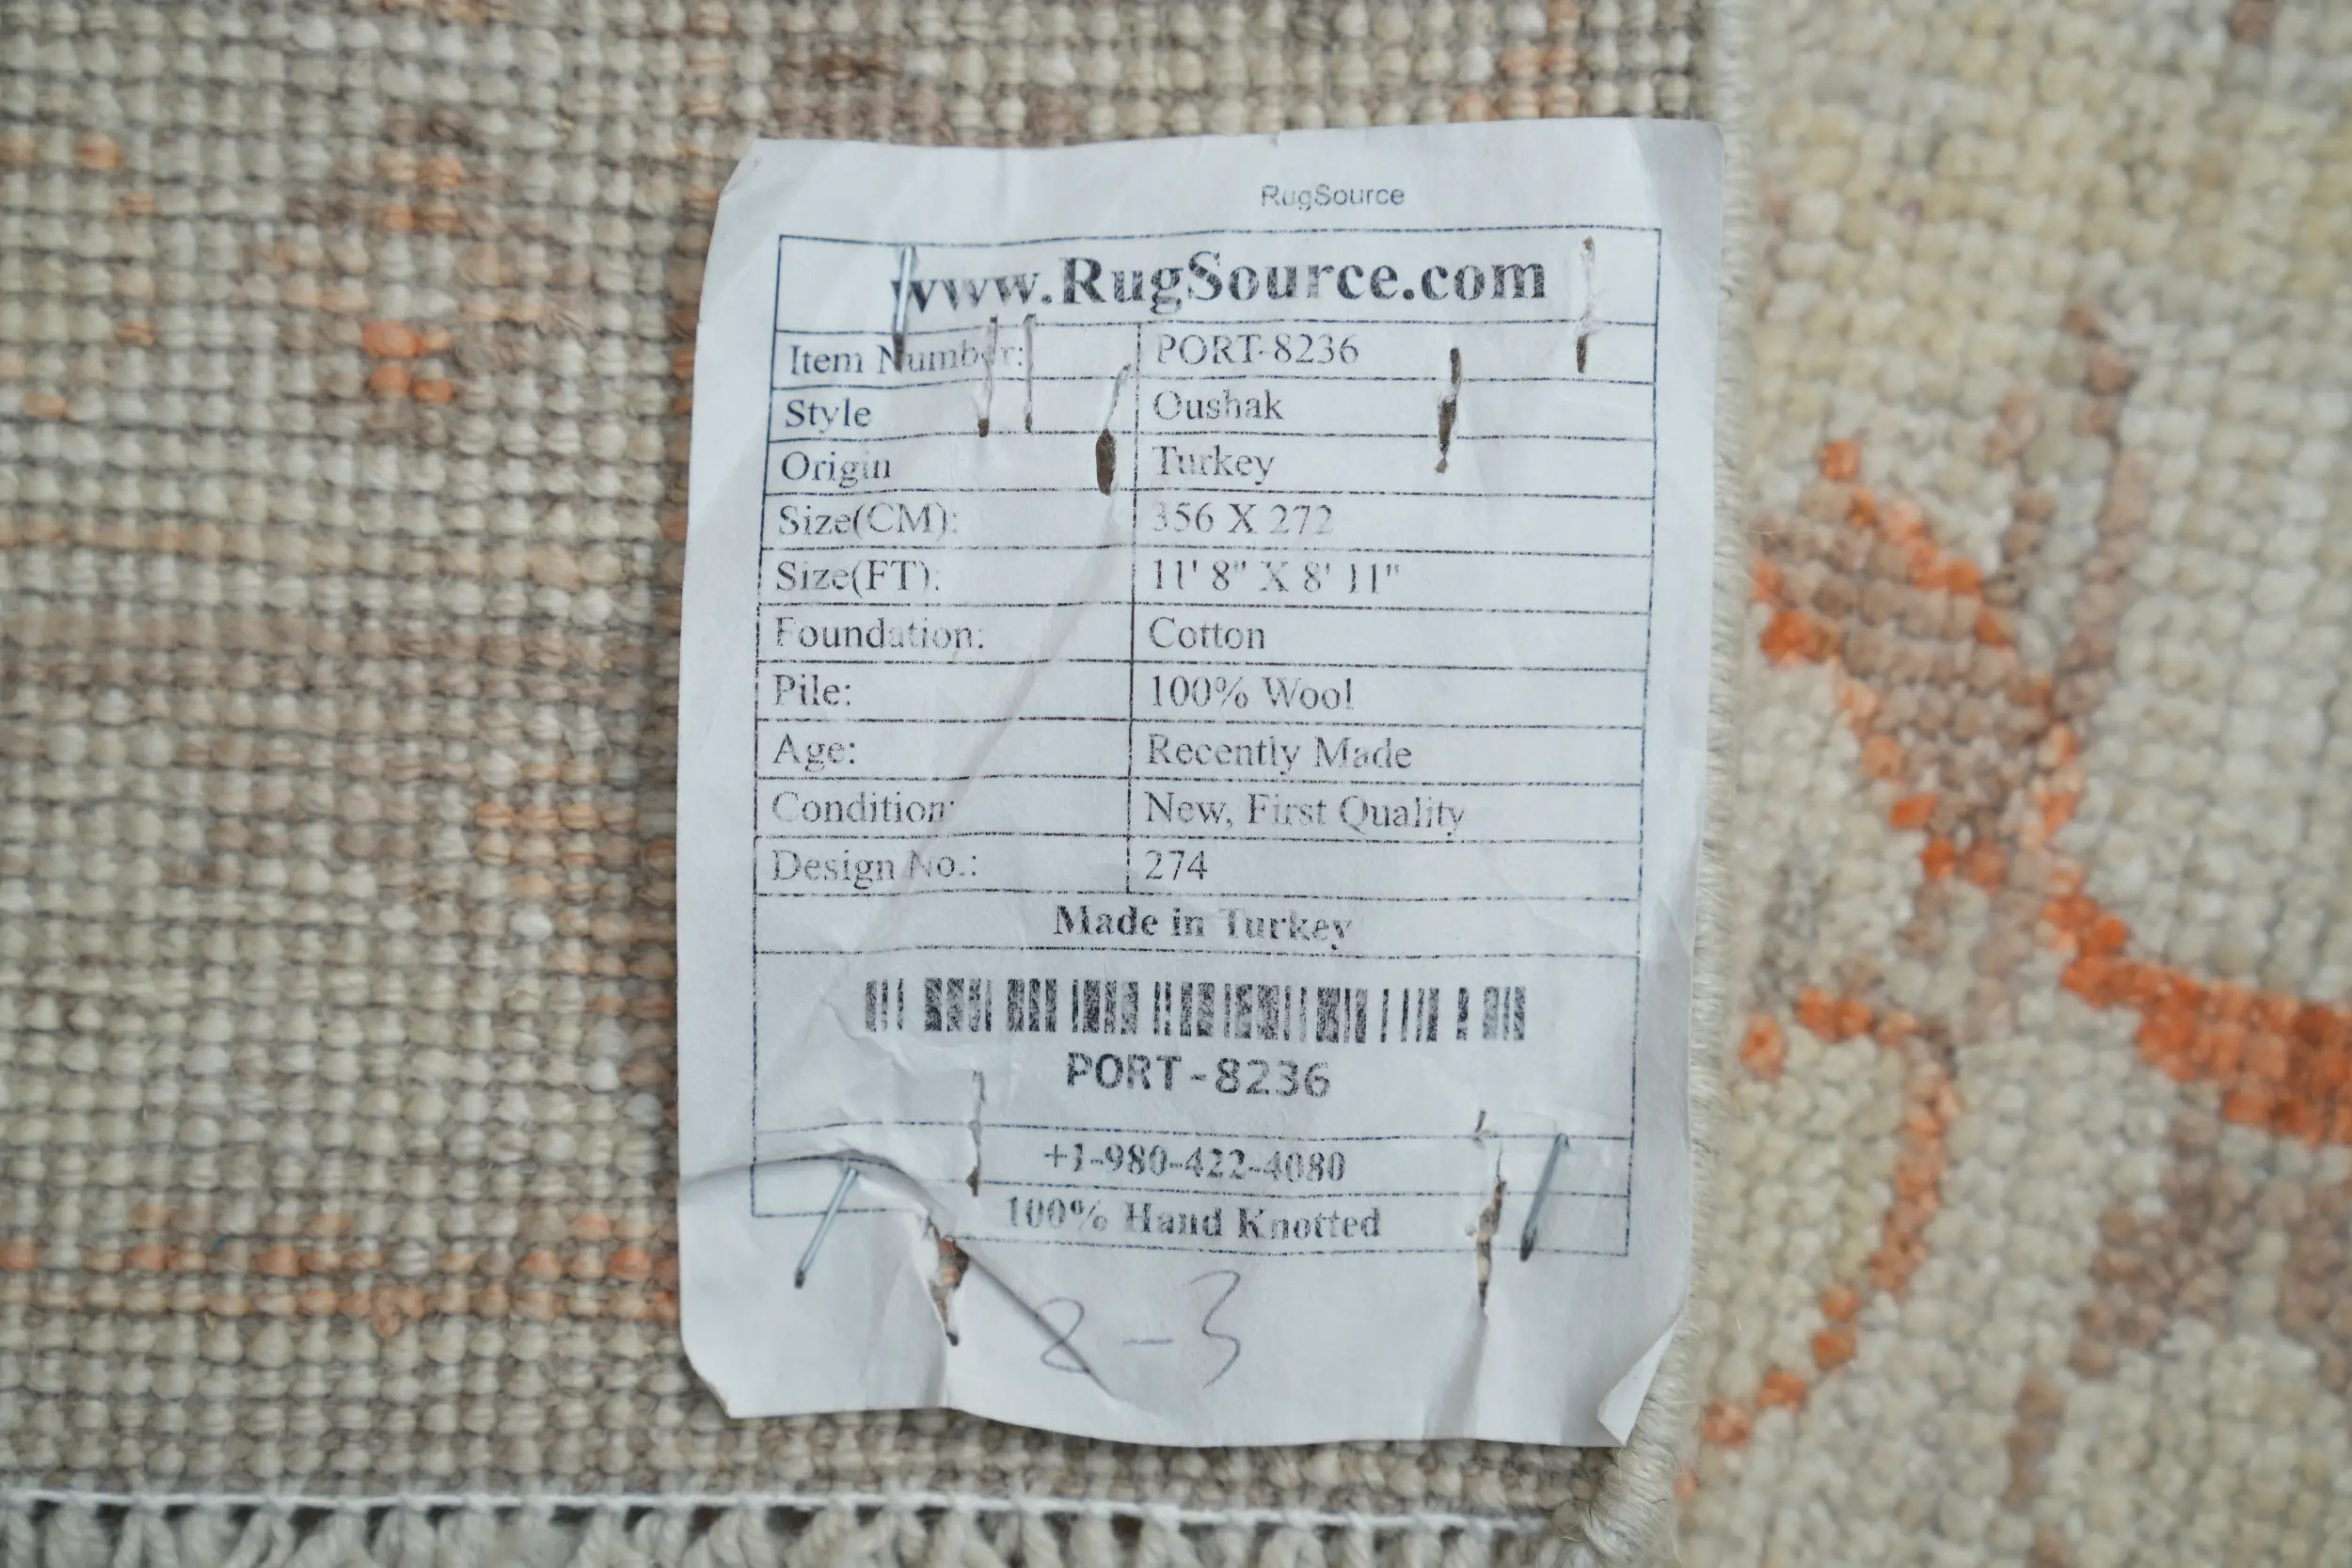 RugSource
www.RugSource.com
Item Number: PORT-8236
Style Oushak
Origin Turkey
Size(CM): 356 X 272
Size(FT): 11' 8" X 8' 11"
Foundation: Cotton
Pile: 100% Wool
Age: Recently Made
Condition: New, First Quality
Design No.: 274
Made in Turkey
PORT-8236
+1-980-422-4080
100% Hand Knotted
2-3